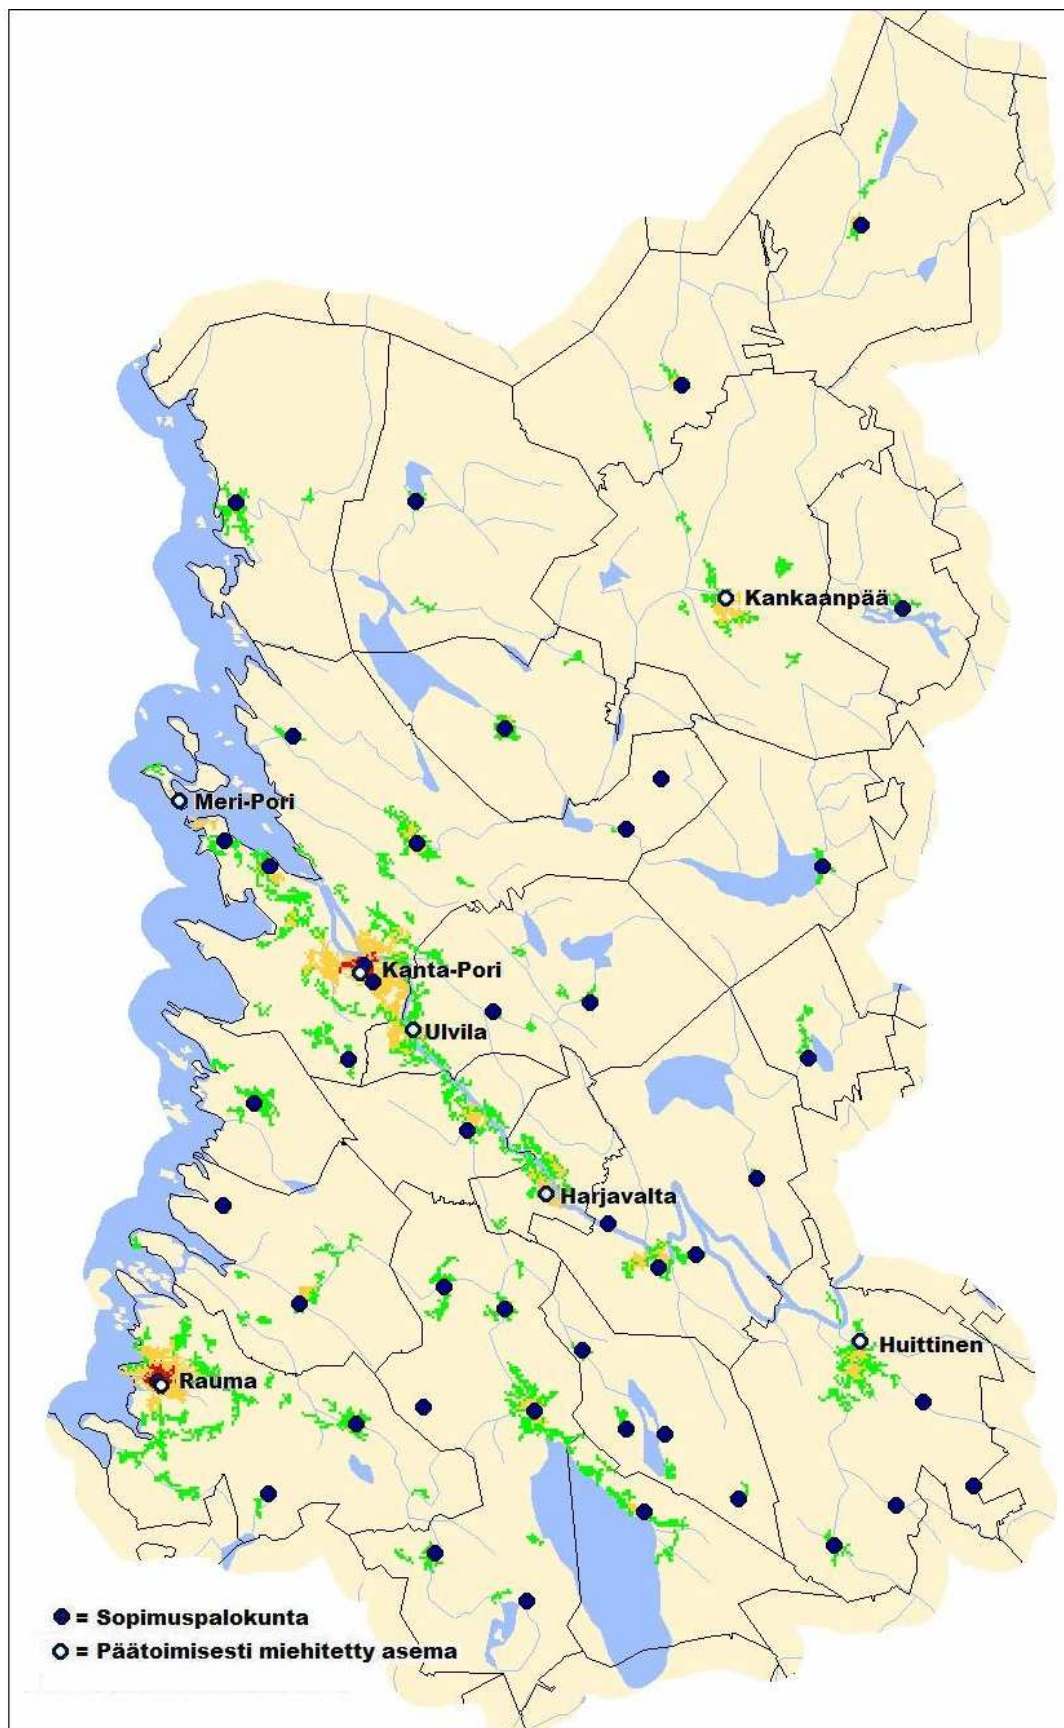 Kankaanpää
Meri-Pori
Kanta-Pori
Ulvila
Harjavalta
Huittinen
Rauma
= Sopimuspalokunta
= Päätoimisesti miehitetty asema